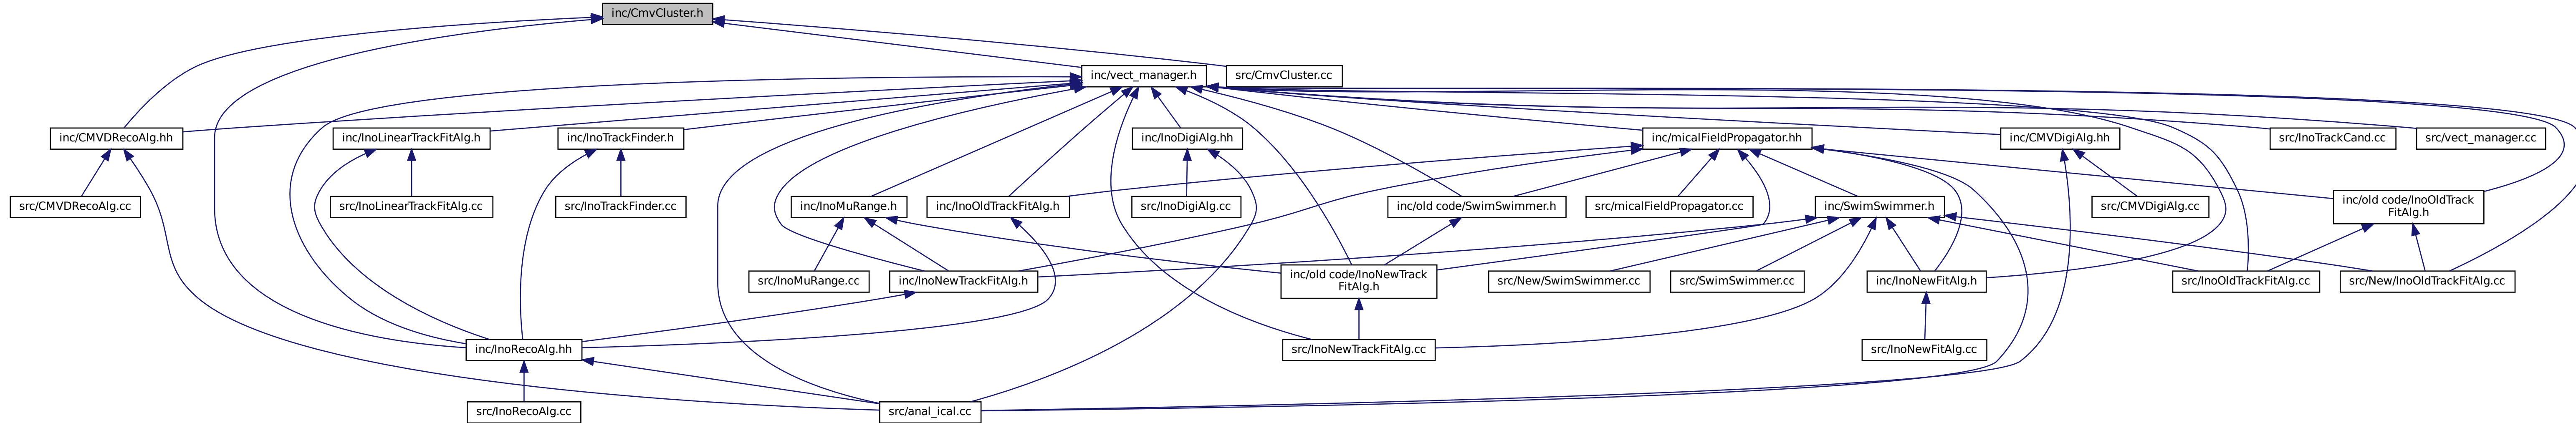 inc/CmvCluster.h
inc/vect_manager.h
src/CmvCluster.cc
inc/CMVDRecoAlg.hh
inc/InoLinearTrackFitAlg.h
inc/InoTrackFinder.h
inc/InoDigiAlg.hh
inc/micalFieldPropagator.hh
inc/CMVDigiAlg.hh
src/InoTrackCand.cc
src/vect_manager.cc
src/CMVDRecoAlg.cc
src/InoLinearTrackFitAlg.cc
src/InoTrackFinder.cc
inc/InoMuRange.h
inc/InoOldTrackFitAlg.h
src/InoDigiAlg.cc
inc/old code/SwimSwimmer.h
src/micalFieldPropagator.cc
inc/SwimSwimmer.h
src/CMVDigiAlg.cc
inc/old code/InoOldTrack
FitAlg.h
src/InoMuRange.cc
inc/InoNewTrackFitAlg.h
inc/old code/InoNewTrack
FitAlg.h
src/New/SwimSwimmer.cc
src/SwimSwimmer.cc
inc/InoNewFitAlg.h
src/InoOldTrackFitAlg.cc
src/New/InoOldTrackFitAlg.cc
inc/InoRecoAlg.hh
src/InoNewTrackFitAlg.cc
src/InoNewFitAlg.cc
src/InoRecoAlg.cc
src/anal_ical.cc